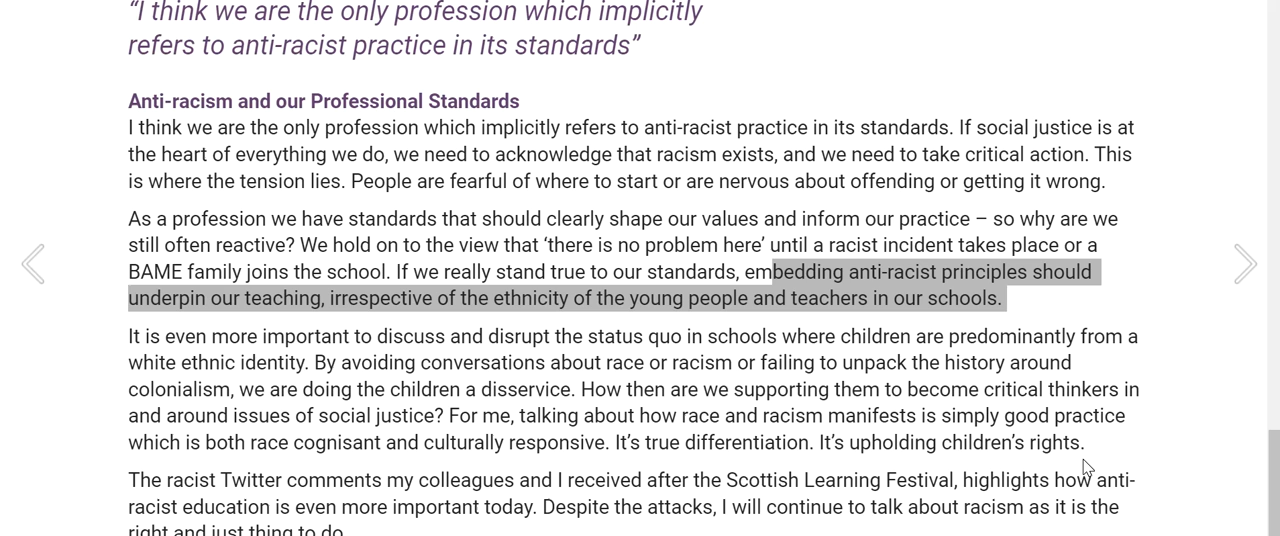 “I think we are the only profession which implicitly
refers to anti-racist practice in its standards”
Anti-racism and our Professional Standards
I think we are the only profession which implicitly refers to anti-racist practice in its standards. If social justice is at
the heart of everything we do, we need to acknowledge that racism exists, and we need to take critical action. This
is where the tension lies. People are fearful of where to start or are nervous about offending or getting it wrong.
As a profession we have standards that should clearly shape our values and inform our practice – so why are we
still often reactive? We hold on to the view that ‘there is no problem here’ until a racist incident takes place or a
BAME family joins the school. If we really stand true to our standards, embedding anti-racist principles should
underpin our teaching, irrespective of the ethnicity of the young people and teachers in our schools.
It is even more important to discuss and disrupt the status quo in schools where children are predominantly from a
white ethnic identity. By avoiding conversations about race or racism or failing to unpack the history around
colonialism, we are doing the children a disservice. How then are we supporting them to become critical thinkers in
and around issues of social justice? For me, talking about how race and racism manifests is simply good practice
which is both race cognisant and culturally responsive. It’s true differentiation. It’s upholding children’s rights.
The racist Twitter comments my colleagues and I received after the Scottish Learning Festival, highlights how anti-
racist education is even more important today. Despite the attacks, I will continue to talk about racism as it is the
right and just thing to do.